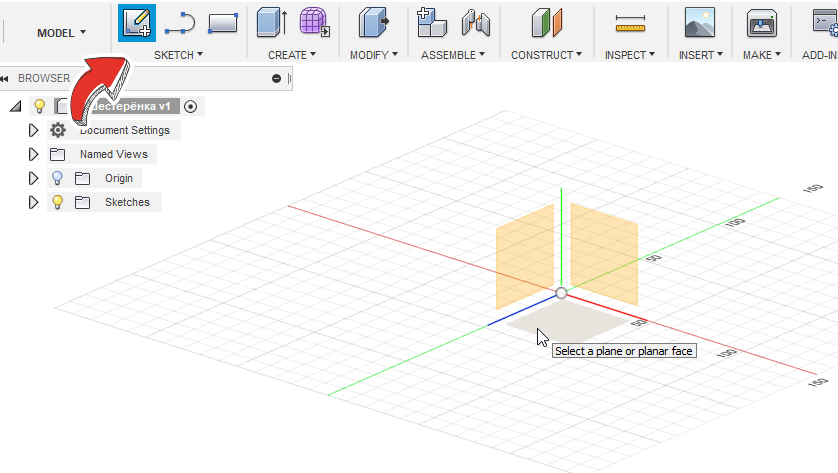 MODEL
SKETCH
CREATE
MODIFY
ASSEMBLE
CONSTRUCT
INSPECT
INSERT
MAKE
ADD-IN
BROWSER
естерёнка v1
Document Settings
Named Views
Origin
Sketches
150
100
50
50
100
150
Select a plane or planar face